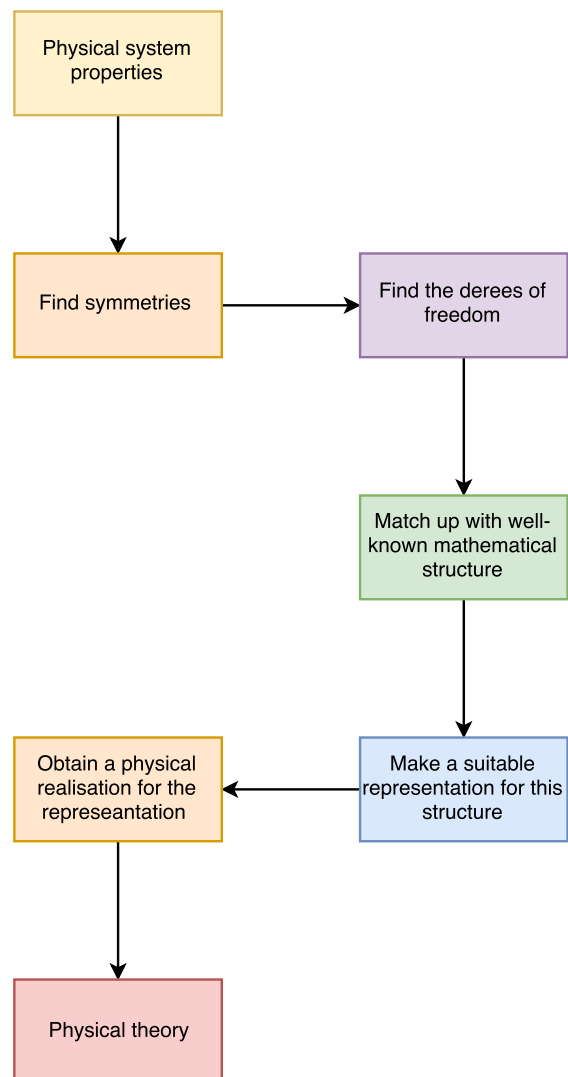 Physical system
properties
Find symmetries
Find the derees of
freedom
Match up with well-
known mathematical
structure
Make a suitable
representation for this
structure
Obtain a physical
realisation for the
represeantation
Physical theory